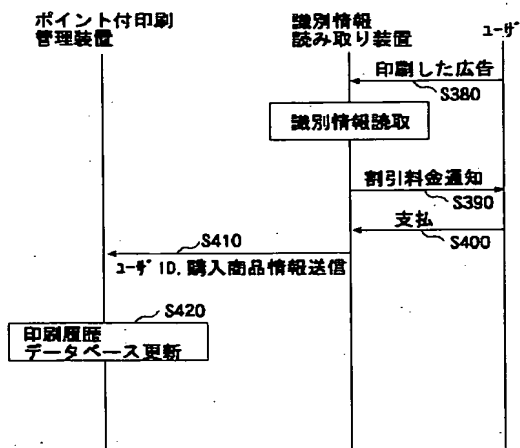 ポイント付印刷
管理装置
識別情報
読み取り装置
ユーザ
印刷した広告
S380
識別情報読取
割引料金通知
S390
支払
S400
S410
ユーザID.購入商品情報送信
S420
印刷履歴
データベース更新